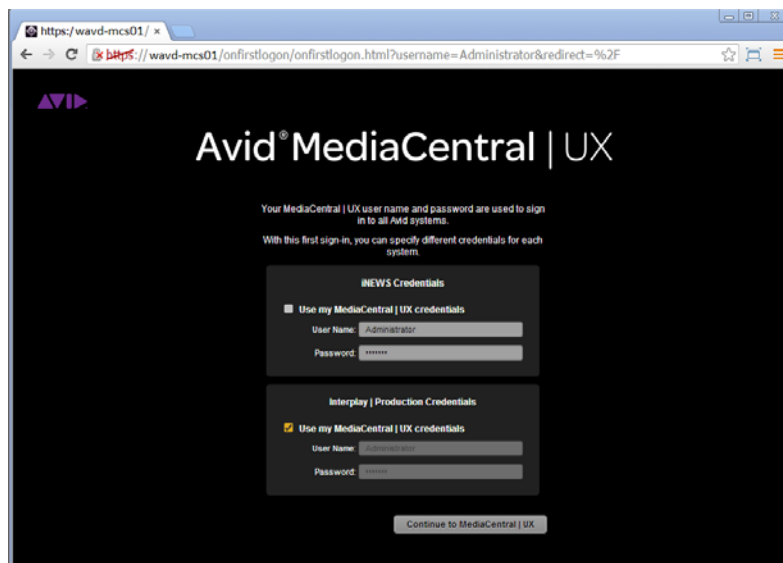 https:/wavd-mcs01/ ×
https://wavd-mcs01/onfirstlogon/onfirstlogon.html?username=Administrator&redirect=%2F
AVID
Avid® MediaCentral | UX
Your MediaCentral | UX user name and password are used to sign
in to all Avid systems.
With this first sign-in, you can specify different credentials for each
system.
iNEWS Credentials
Use my MediaCentral | UX credentials
User Name: Administrator
Password: •••••••
Interplay | Production Credentials
Use my MediaCentral | UX credentials
User Name: Administrator
Password: •••••••
Continue to MediaCentral | UX